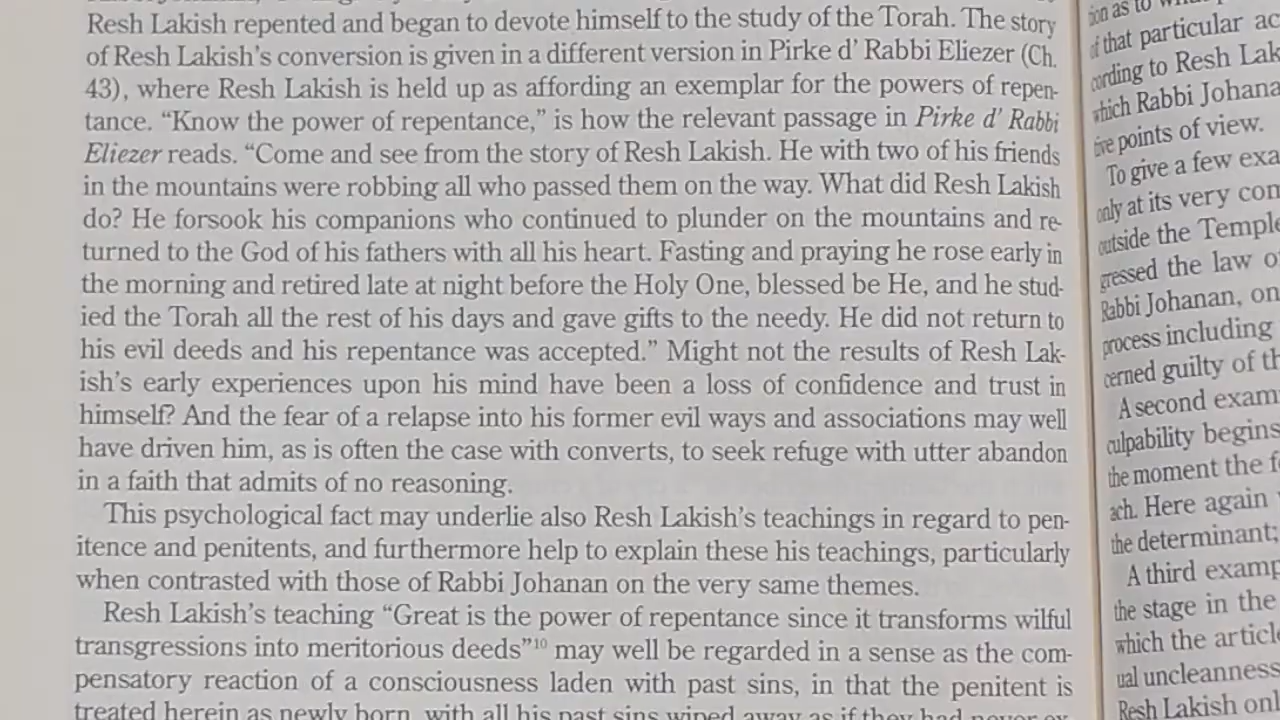 Resh Lakish repented and began to devote himself to the study of the Torah. The story
of Resh Lakish's conversion is given in a different version in Pirke d' Rabbi Eliezer (Ch.
43), where Resh Lakish is held up as affording an exemplar for the powers of repen-
tance. “Know the power of repentance,” is how the relevant passage in Pirke d' Rabbi
Eliezer reads. “Come and see from the story of Resh Lakish. He with two of his friends
in the mountains were robbing all who passed them on the way. What did Resh Lakish
do? He forsook his companions who continued to plunder on the mountains and re-
turned to the God of his fathers with all his heart. Fasting and praying he rose early in
the morning and retired late at night before the Holy One, blessed be He, and he stud-
ied the Torah all the rest of his days and gave gifts to the needy. He did not return to
his evil deeds and his repentance was accepted.” Might not the results of Resh Lak-
ish's early experiences upon his mind have been a loss of confidence and trust in
himself? And the fear of a relapse into his former evil ways and associations may well
have driven him, as is often the case with converts, to seek refuge with utter abandon
in a faith that admits of no reasoning.
This psychological fact may underlie also Resh Lakish's teachings in regard to pen-
itence and penitents, and furthermore help to explain these his teachings, particularly
when contrasted with those of Rabbi Johanan on the very same themes.
Resh Lakish's teaching “Great is the power of repentance since it transforms wilful
transgressions into meritorious deeds”10 may well be regarded in a sense as the com-
pensatory reaction of a consciousness laden with past sins, in that the penitent is
treated herein as newly born, with all his past sins wiped away as if they had never
of that particular
cording to Resh
which Rabbi
tive points of view.
To give a few
only at its very
outside the
gressed the law
Rabbi Johanan,
process including
cerned guilty of
A second
culpability begins
the moment the
ach. Here again
the determinant;
A third
the stage in the
which the
ual uncleanness
Resh Lakish